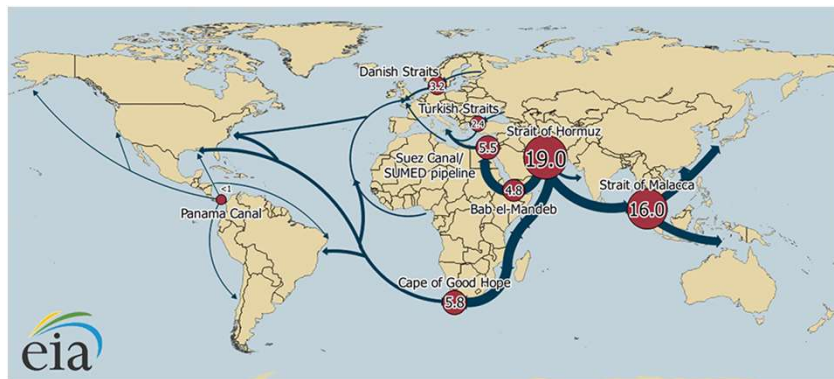 Danish Straits
3.2
Turkish Straits
2.4
Strait of Hormuz
19.0
5.5
Suez Canal/
SUMED pipeline
4.8
Bab el-Mandeb
Strait of Malacca
16.0
<1
Panama Canal
Cape of Good Hope
5.8
eia